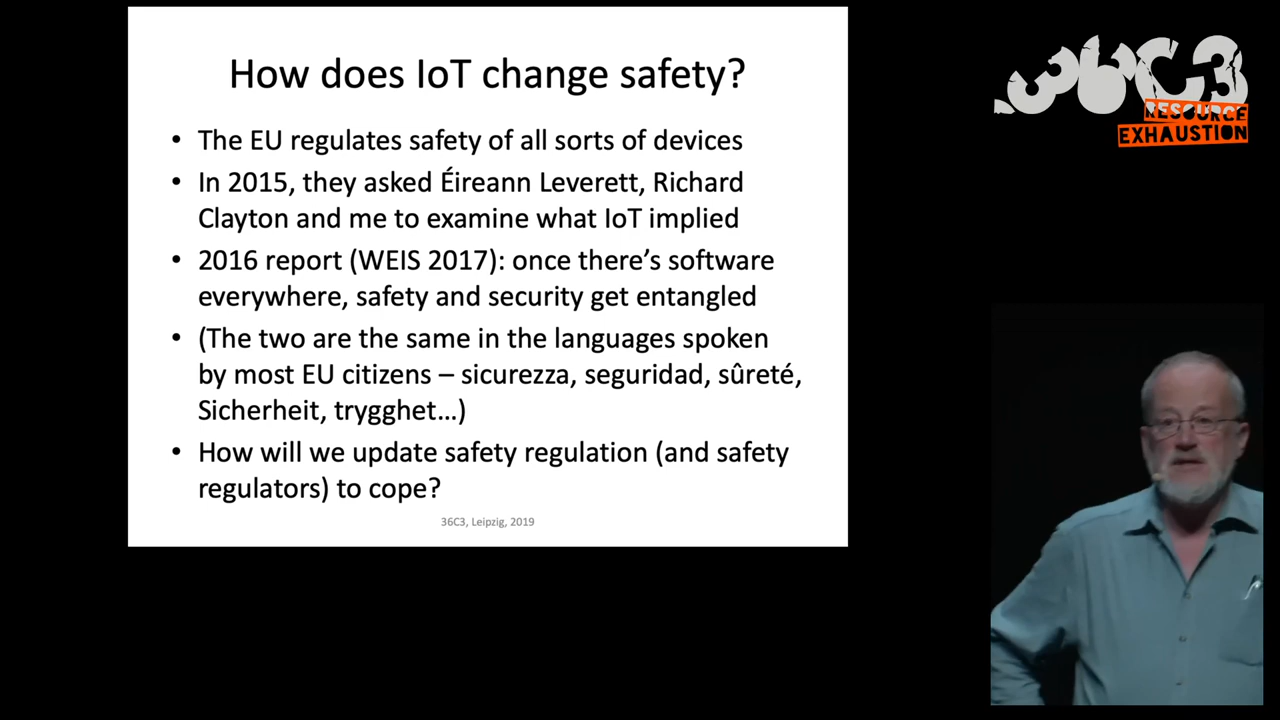 How does IoT change safety?
• The EU regulates safety of all sorts of devices
• In 2015, they asked Éireann Leverett, Richard
Clayton and me to examine what IoT implied
• 2016 report (WEIS 2017): once there’s software
everywhere, safety and security get entangled
• (The two are the same in the languages spoken
by most EU citizens – sicurezza, seguridad, sûreté,
Sicherheit, trygghet…)
• How will we update safety regulation (and safety
regulators) to cope?
36C3, Leipzig, 2019
36C3
RESOURCE
EXHAUSTION